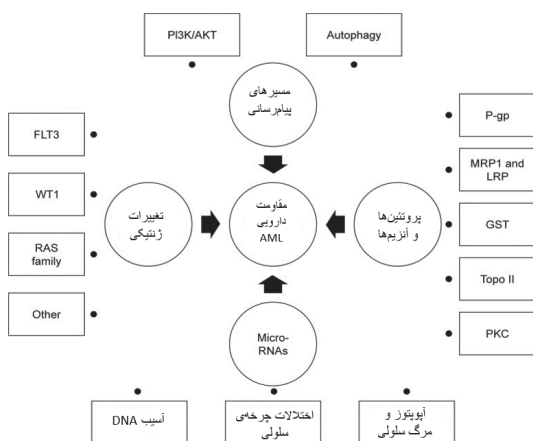 PI3K/AKT
Autophagy
مسیرهای
پیام‌رسانی
FLT3
WT1
RAS
family
Other
تغییرات
ژنتیکی
مقاومت
دارویی
AML
پروتئین‌ها
و آنزیم‌ها
P-gp
MRP1 and
LRP
GST
Topo II
PKC
Micro-
RNAs
آسیب DNA
اختلالات چرخه‌ی
سلولی
آپوپتوز و
مرگ سلولی